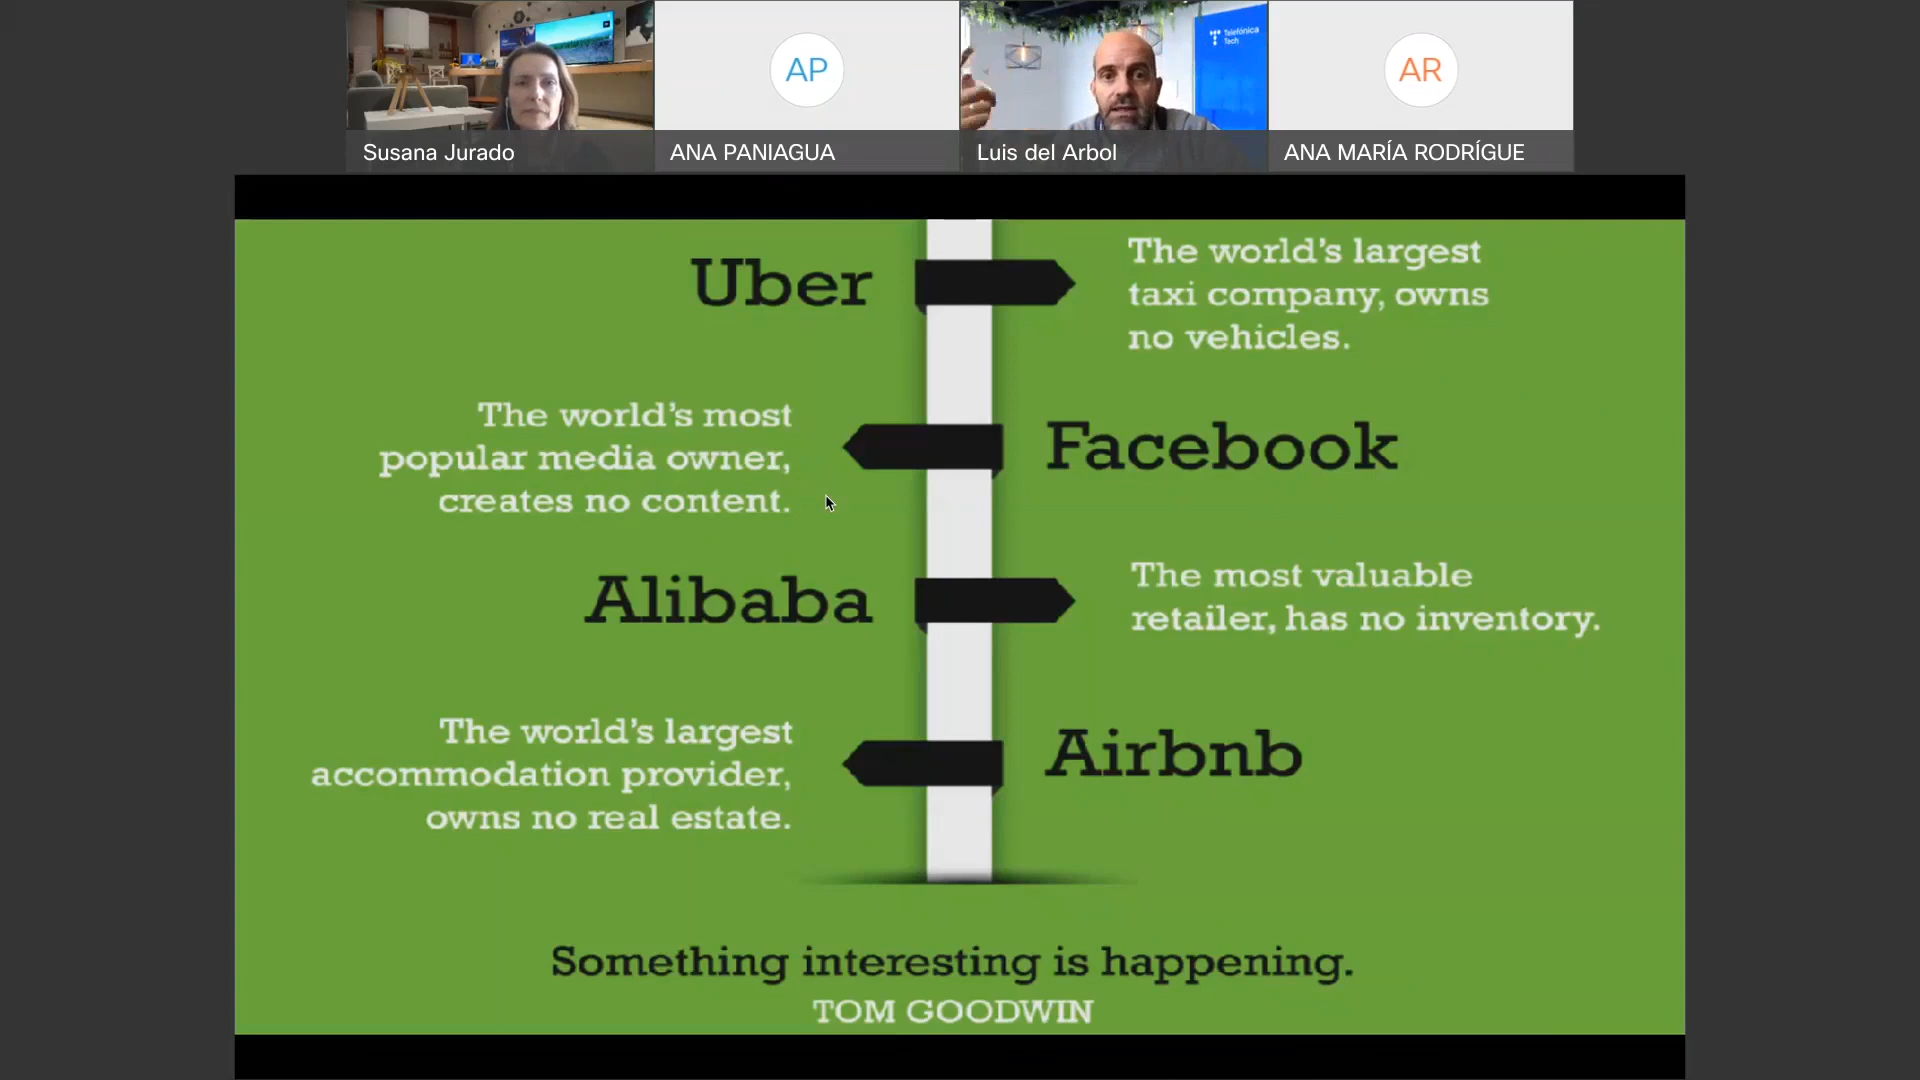 Telefónica
Tech
AP
AR
Susana Jurado
ANA PANIAGUA
Luis del Arbol
ANA MARÍA RODRÍGUE
Uber
The world's largest
taxi company, owns
no vehicles.
The world's most
popular media owner,
creates no content.
Facebook
Alibaba
The most valuable
retailer, has no inventory.
The world's largest
accommodation provider,
owns no real estate.
Airbnb
Something interesting is happening.
TOM GOODWIN